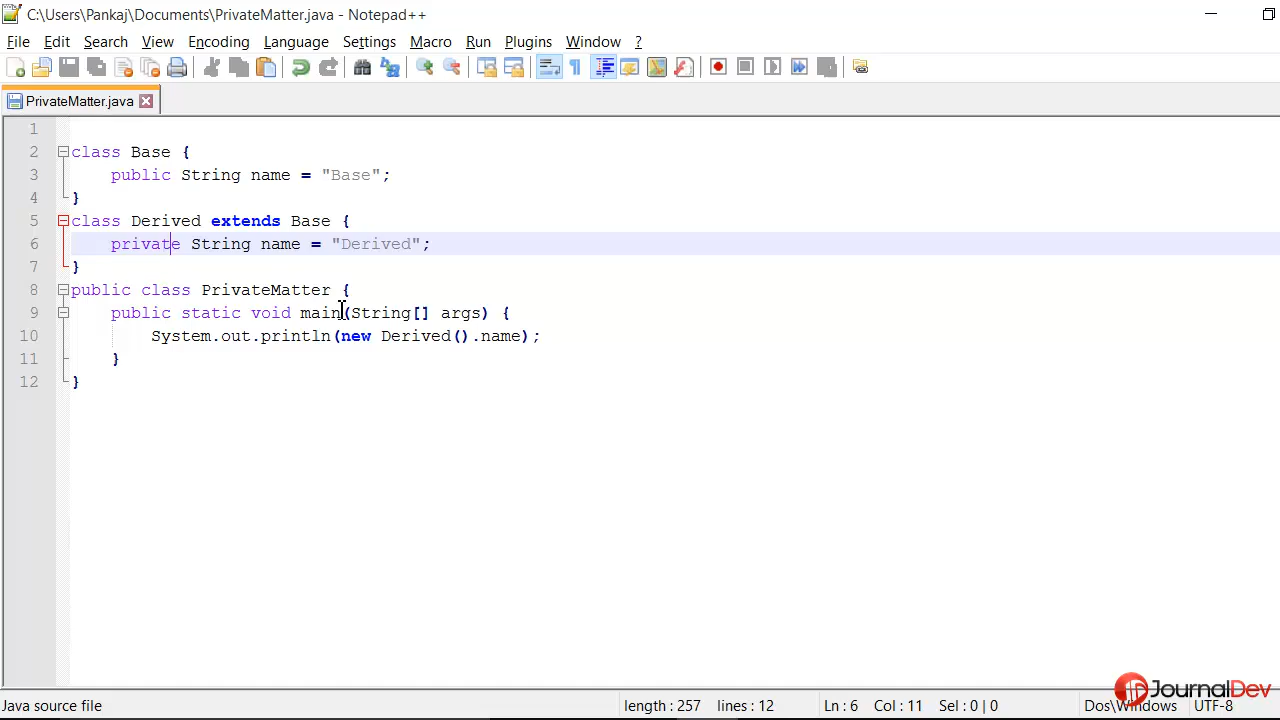 C:\Users\Pankaj\Documents\PrivateMatter.java - Notepad++
File Edit Search View Encoding Language Settings Macro Run Plugins Window ?
PrivateMatter.java
1
2 class Base {
3 public String name = "Base";
4 }
5 class Derived extends Base {
6 private String name = "Derived";
7 }
8 public class PrivateMatter {
9 public static void main(String[] args) {
10 System.out.println(new Derived().name);
11 }
12 }
JournalDev
Java source file length : 257 lines : 12 Ln : 6 Col : 11 Sel : 0 | 0 Dos\Windows UTF-8